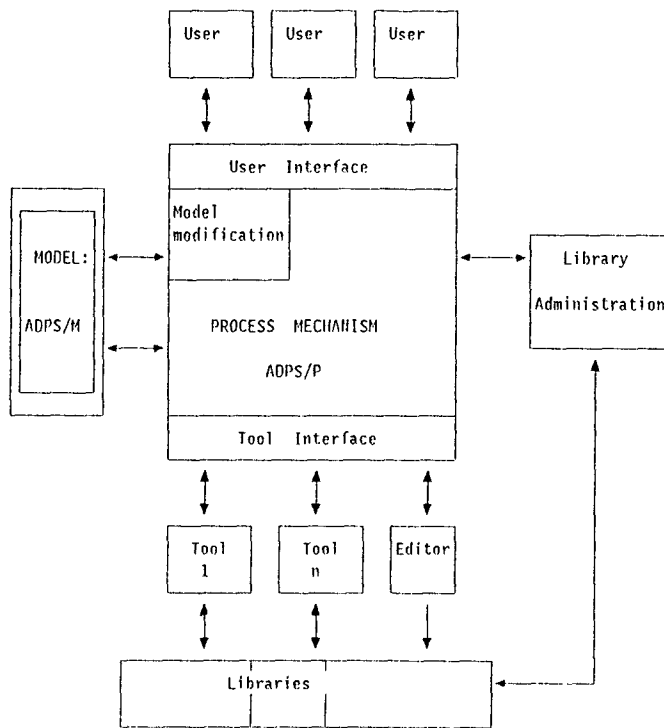 User
User
User
User Interface
Model
modification
MODEL:
ADPS/M
Library
Administration
PROCESS MECHANISM
ADPS/P
Tool Interface
Tool
1
Tool
n
Editor
Libraries